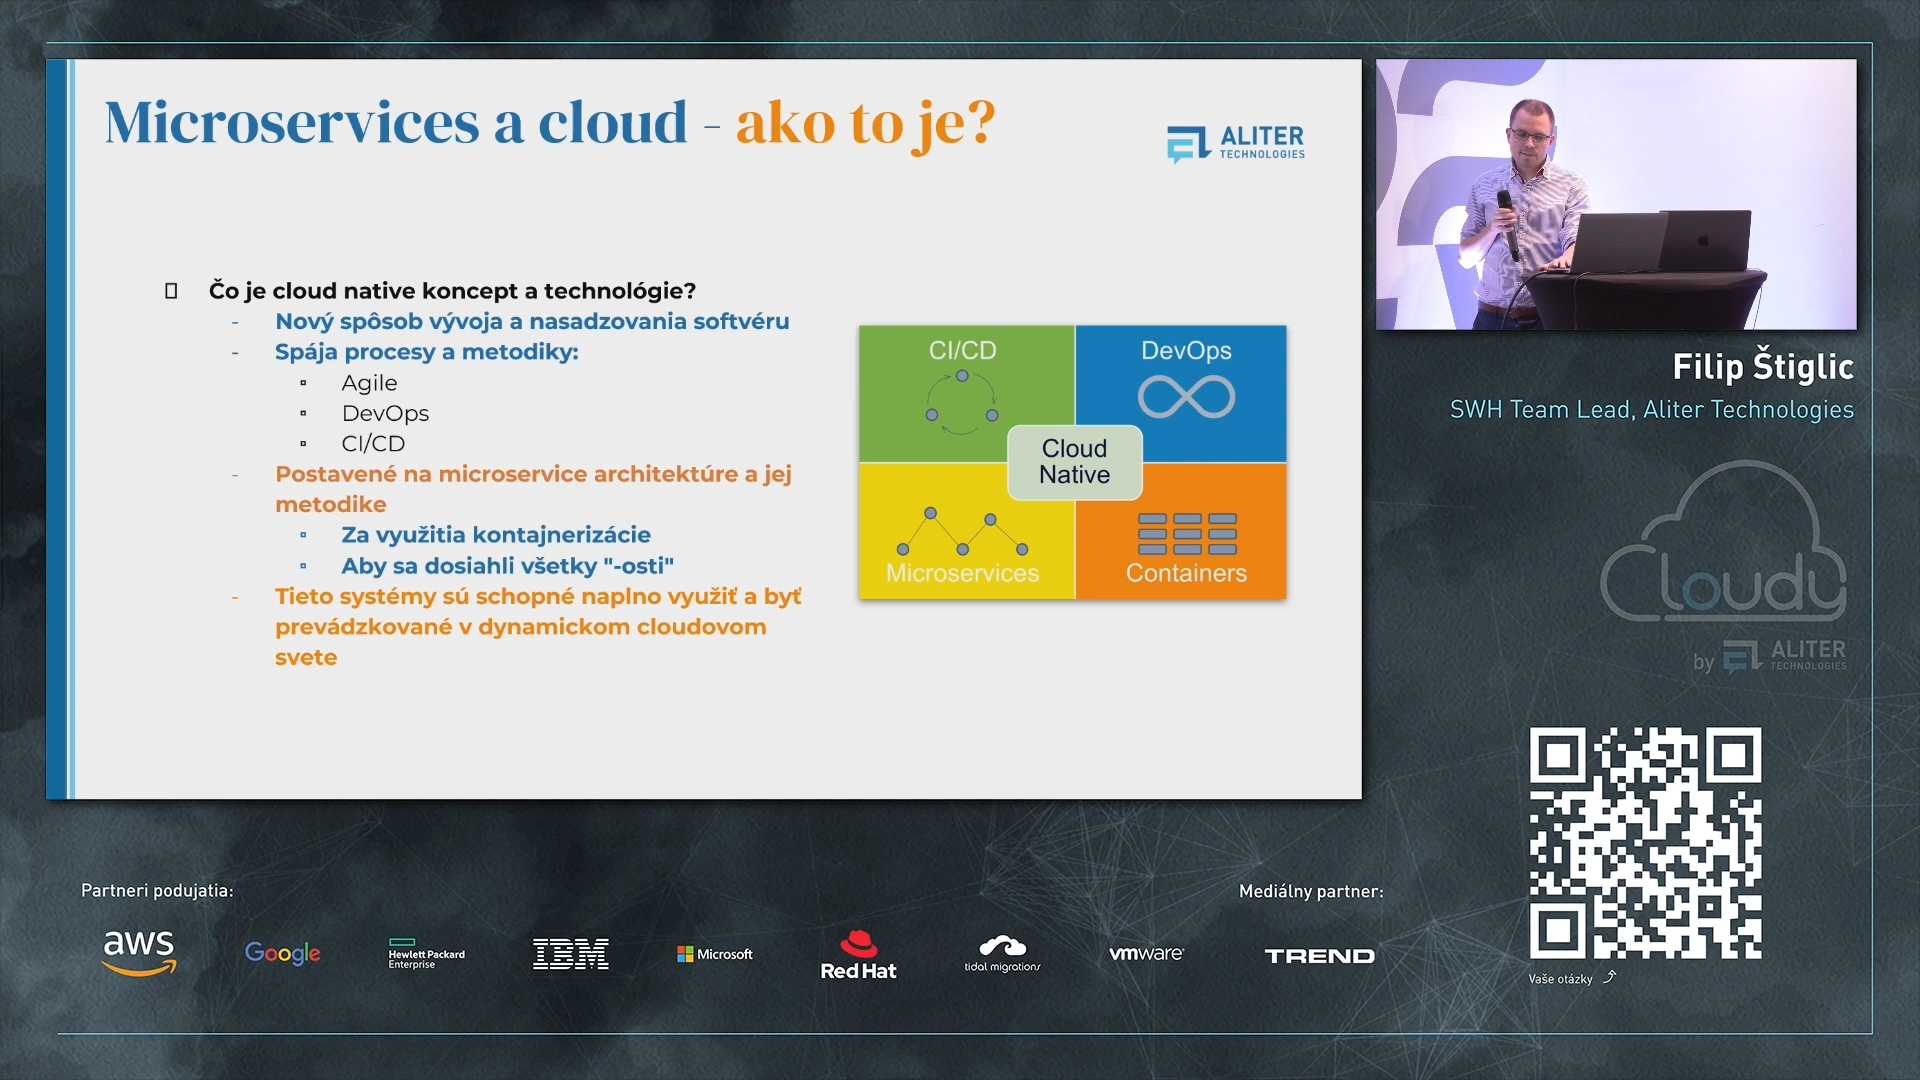 Microservices a cloud - ako to je?
ALITER
TECHNOLOGIES
Čo je cloud native koncept a technológie?
- Nový spôsob vývoja a nasadzovania softvéru
- Spája procesy a metodiky:
▫ Agile
▫ DevOps
▫ CI/CD
- Postavené na microservice architektúre a jej
metodike
▫ Za využitia kontajnerizácie
▫ Aby sa dosiahli všetky "-osti"
- Tieto systémy sú schopné naplno využiť a byť
prevádzkované v dynamickom cloudovom
svete
CI/CD
DevOps
Cloud
Native
Microservices
Containers
Filip Štiglic
SWH Team Lead, Aliter Technologies
Cloudy
by ALITER
TECHNOLOGIES
Partneri podujatia:
aws
Google
Hewlett Packard
Enterprise
IBM
Microsoft
Red Hat
tidal migrations
vmware
Mediálny partner:
TREND
Vaše otázky